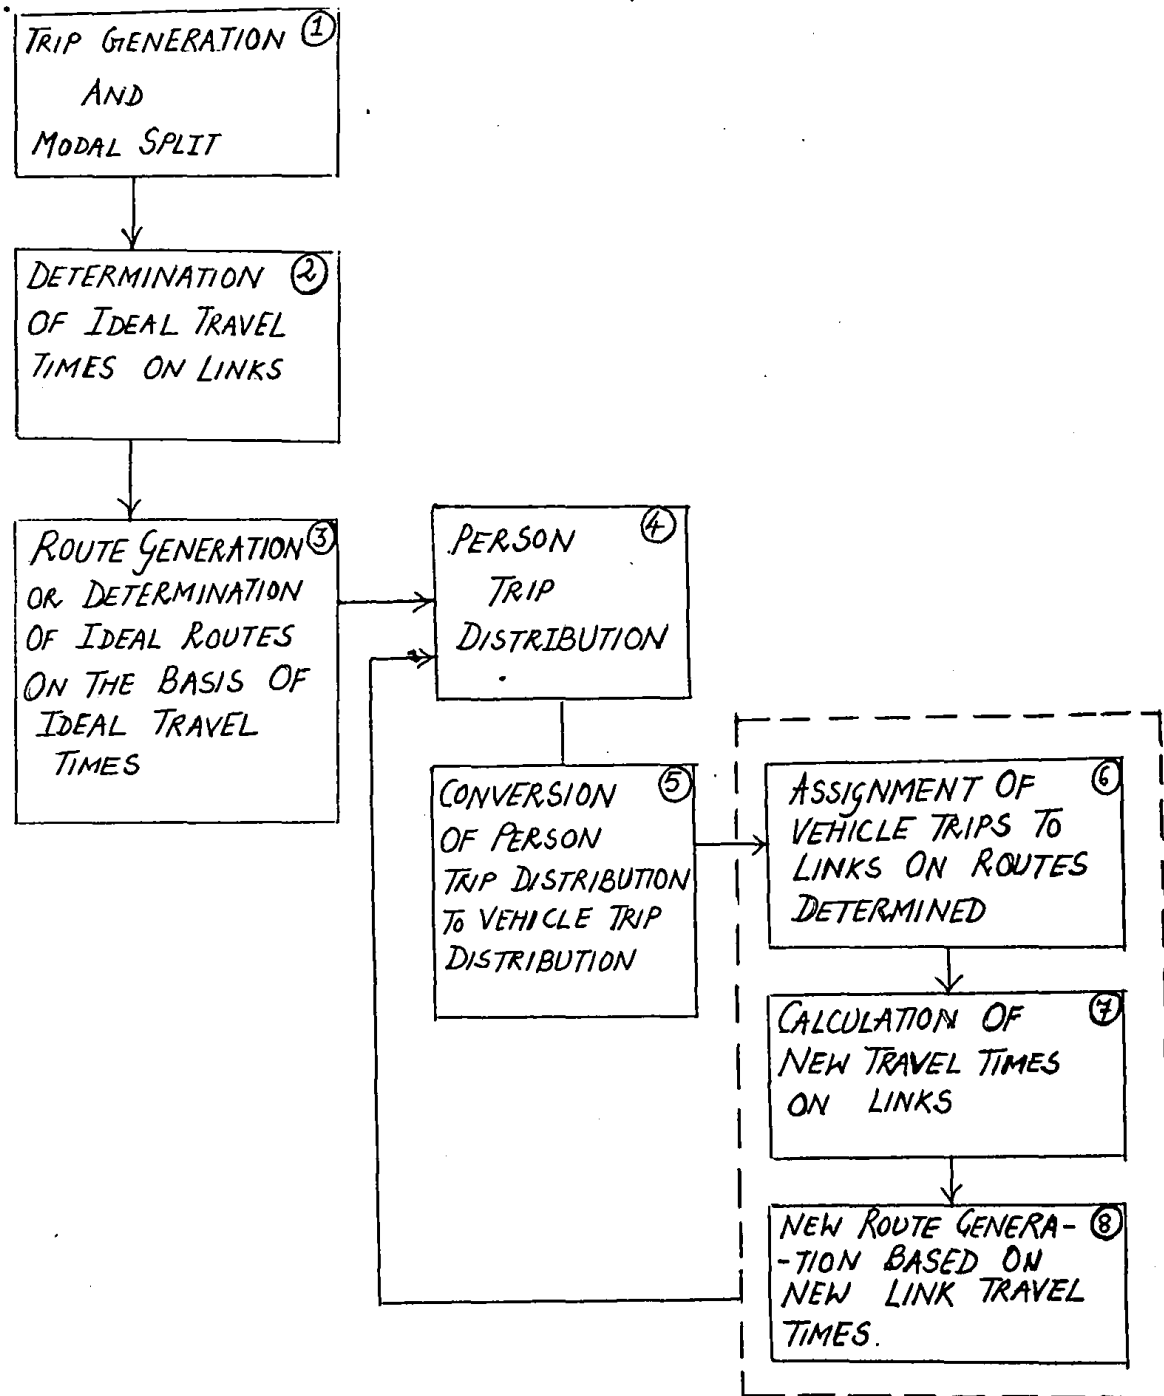 TRIP GENERATION ①
AND
MODAL SPLIT
DETERMINATION ②
OF IDEAL TRAVEL
TIMES ON LINKS
ROUTE GENERATION ③
OR DETERMINATION
OF IDEAL ROUTES
ON THE BASIS OF
IDEAL TRAVEL
TIMES
PERSON ④
TRIP
DISTRIBUTION
CONVERSION ⑤
OF PERSON
TRIP DISTRIBUTION
TO VEHICLE TRIP
DISTRIBUTION
ASSIGNMENT OF ⑥
VEHICLE TRIPS TO
LINKS ON ROUTES
DETERMINED
CALCULATION OF ⑦
NEW TRAVEL TIMES
ON LINKS
NEW ROUTE GENERA- ⑧
-TION BASED ON
NEW LINK TRAVEL
TIMES.